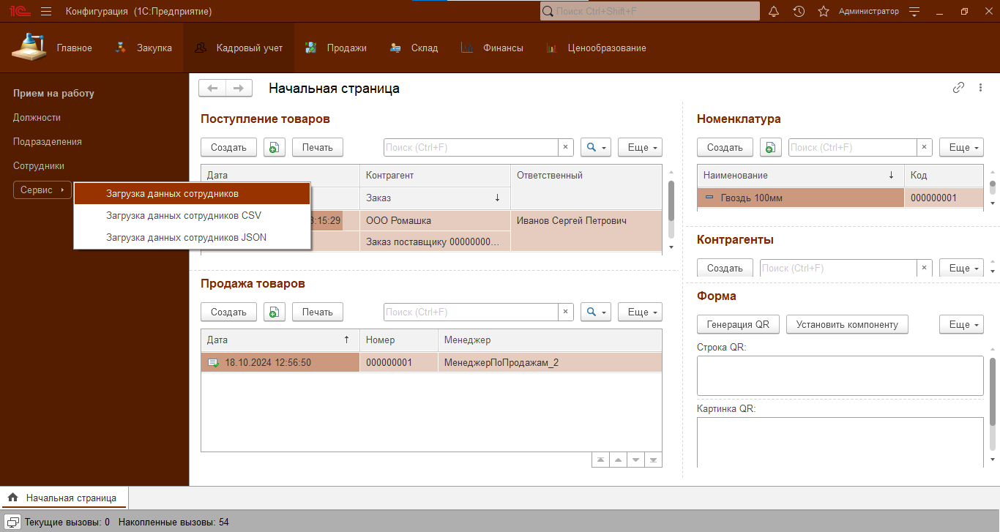 1С Конфигурация (1С:Предприятие) Поиск Ctrl+Shift+F Администратор
Главное Закупка Кадровый учет Продажи Склад Финансы Ценообразование
Прием на работу
Должности
Подразделения
Сотрудники
Сервис
Загрузка данных сотрудников
Загрузка данных сотрудников CSV
Загрузка данных сотрудников JSON
Начальная страница
Поступление товаров
Создать Печать Поиск (Ctrl+F) × Еще
Дата Контрагент Ответственный
Заказ
:15:29 ООО Ромашка Иванов Сергей Петрович
Заказ поставщику 00000000...
Продажа товаров
Создать Печать Поиск (Ctrl+F) × Еще
Дата ↑ Номер Менеджер
18.10.2024 12:56:50 000000001 МенеджерПоПродажам_2
Номенклатура
Создать Поиск (Ctrl+F) × Еще
Наименование ↓ Код
Гвоздь 100мм 000000001
Контрагенты
Создать Поиск (Ctrl+F) × Еще
Форма
Генерация QR Установить компоненту Еще
Строка QR:
Картинка QR:
Начальная страница
Текущие вызовы: 0 Накопленные вызовы: 54